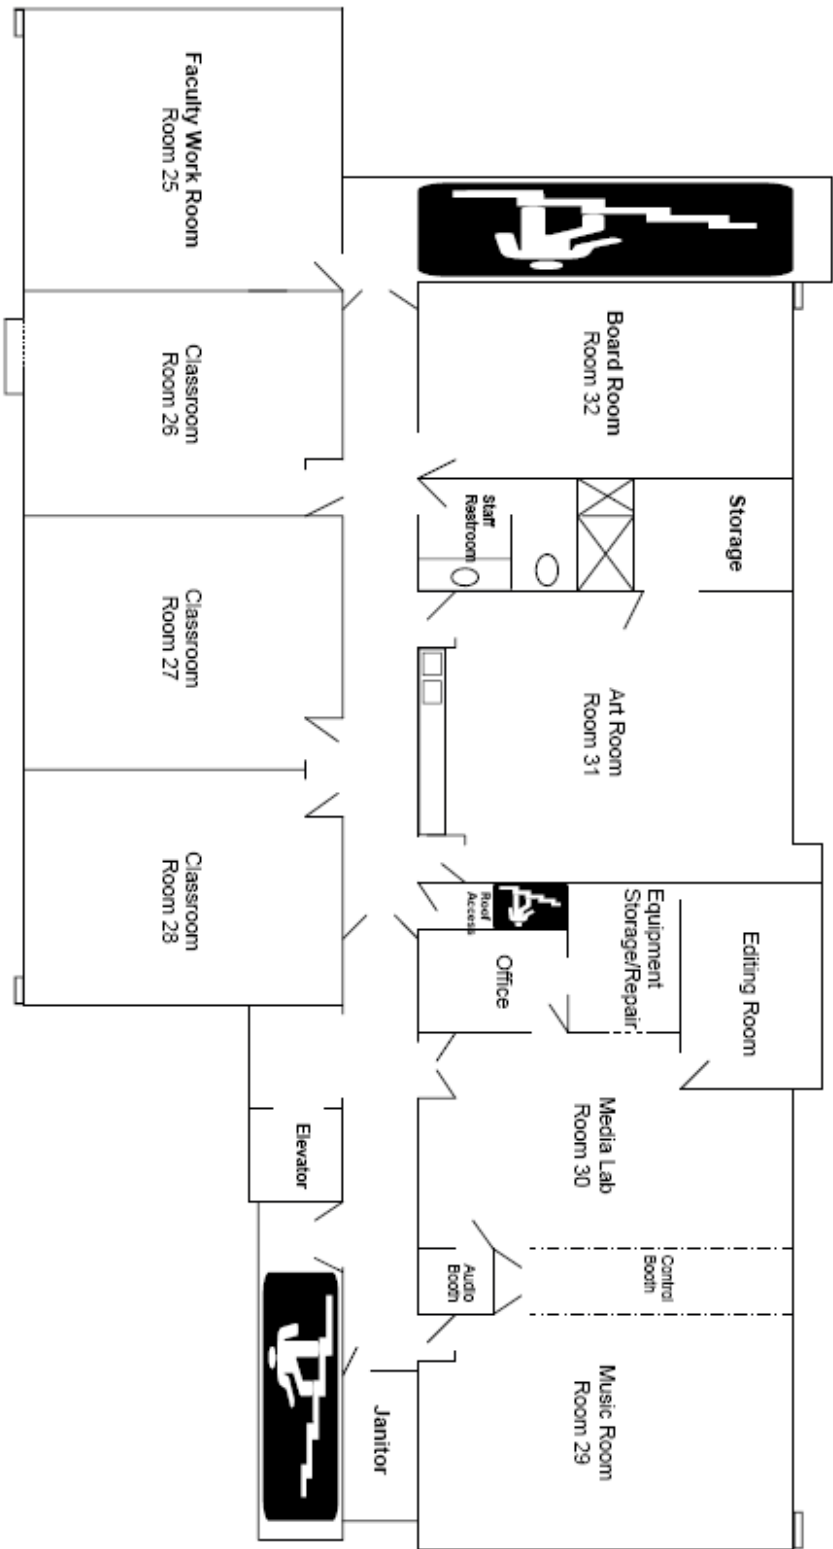 Faculty Work Room
Room 25
Classroom
Room 26
Classroom
Room 27
Classroom
Room 28
Board Room
Room 32
Staff
Restroom
Storage
Art Room
Room 31
Roof
Access
Office
Equipment
Storage/Repair
Editing Room
Media Lab
Room 30
Elevator
Audio
Booth
Control
Booth
Janitor
Music Room
Room 29